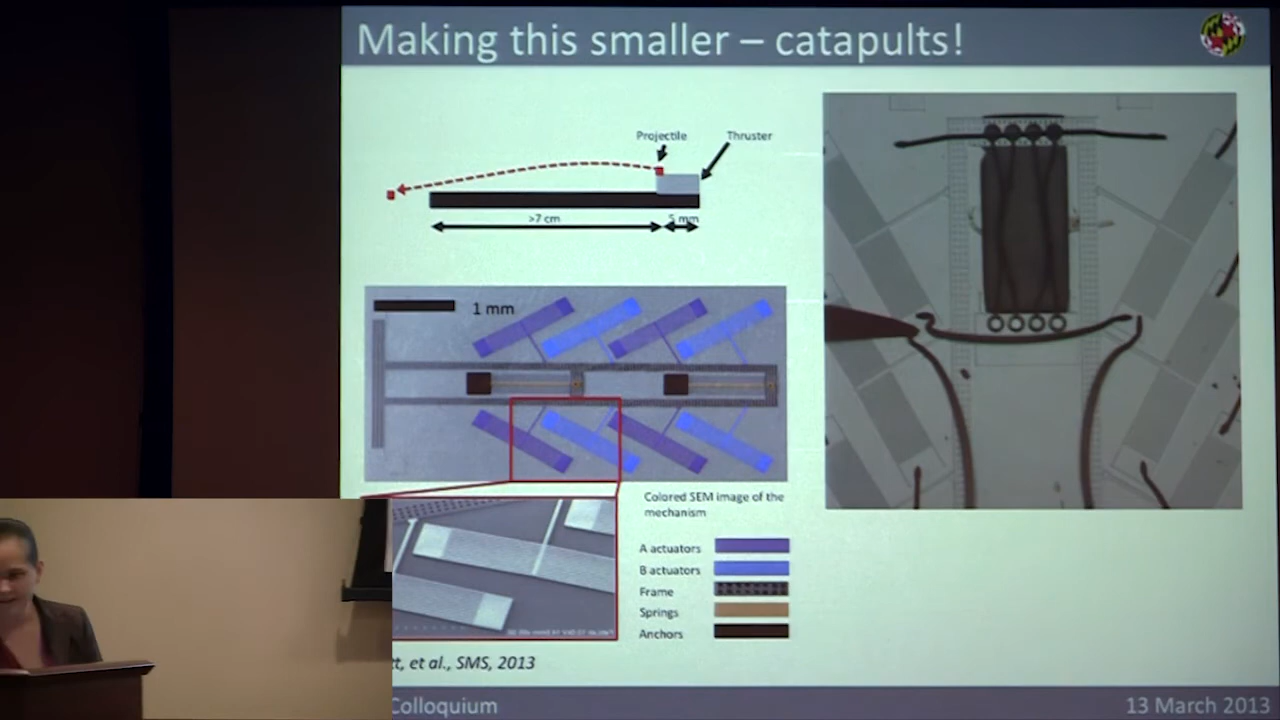 Making this smaller – catapults!
Projectile
Thruster
>7 cm
5 mm
1 mm
Colored SEM image of the
mechanism
A actuators
B actuators
Frame
Springs
Anchors
et al., SMS, 2013
Colloquium
13 March 2013